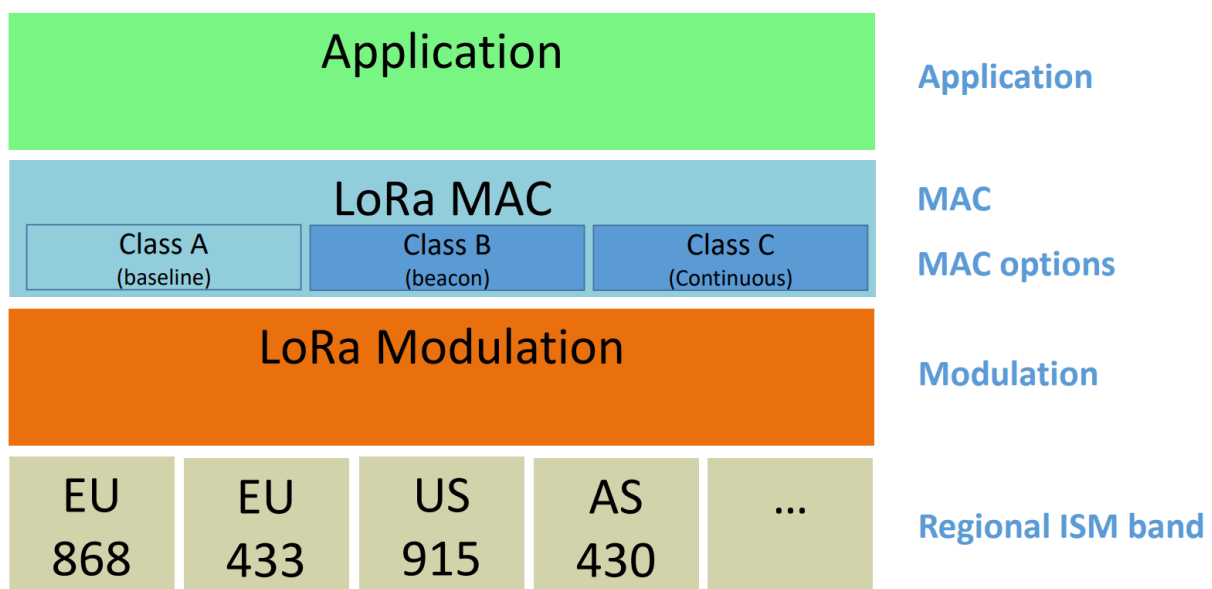 Application
Application
LoRa MAC
MAC
Class A
(baseline)
Class B
(beacon)
Class C
(Continuous)
MAC options
LoRa Modulation
Modulation
EU
868
EU
433
US
915
AS
430
...
Regional ISM band